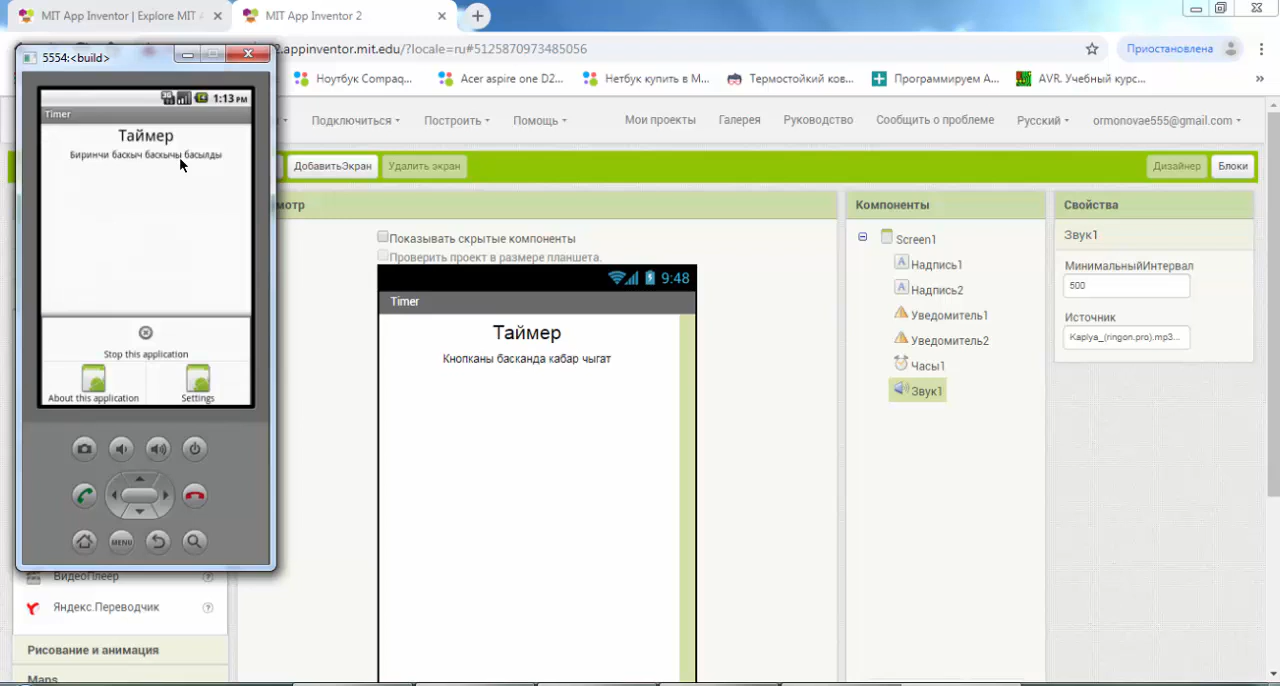 MIT App Inventor | Explore MIT A
MIT App Inventor 2
5554:<build>
2.appinventor.mit.edu/?locale=ru#5125870973485056
Приостановлена
Ноутбук Compaq,...
Acer aspire one D2...
Нетбук купить в М...
Термостойкий ков...
Программируем А...
AVR. Учебный курс...
»
Подключиться
Построить
Помощь
Мои проекты
Галерея
Руководство
Сообщить о проблеме
Русский
ormonovae555@gmail.com
ДобавитьЭкран
Удалить экран
Дизайнер
Блоки
1:13 PM
Timer
Таймер
Биринчи баскыч баскычы басылды
Stop this application
About this application
Settings
MENU
мотр
Показывать скрытые компоненты
Проверить проект в размере планшета.
9:48
Timer
Таймер
Кнопканы басканда кабар чыгат
Компоненты
Screen1
Надпись1
Надпись2
Уведомитель1
Уведомитель2
Часы1
Звук1
Свойства
Звук1
МинимальныйИнтервал
500
Источник
Kaplya_(ringon.pro).mp3...
ВидеоПлеер
Яндекс.Переводчик
Рисование и анимация
Maps